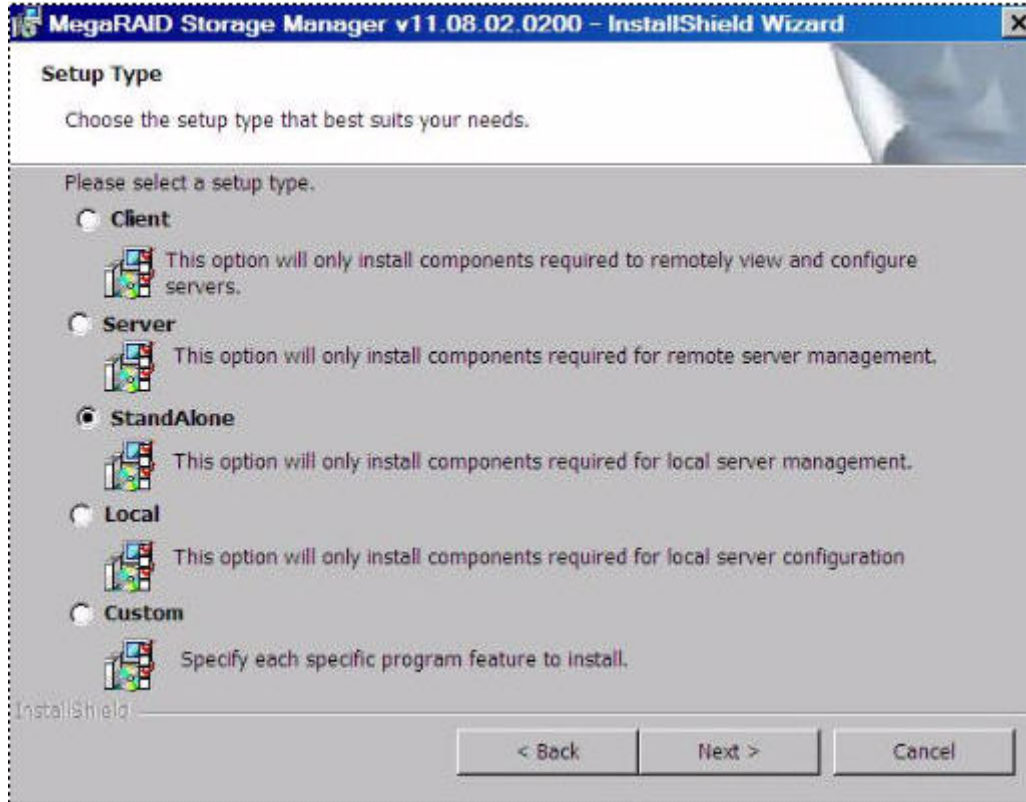 MegaRAID Storage Manager v11.08.02.0200 - InstallShield Wizard
Setup Type
Choose the setup type that best suits your needs.
Please select a setup type.
Client
This option will only install components required to remotely view and configure
servers.
Server
This option will only install components required for remote server management.
StandAlone
This option will only install components required for local server management.
Local
This option will only install components required for local server configuration
Custom
Specify each specific program feature to install.
InstallShield
< Back
Next >
Cancel